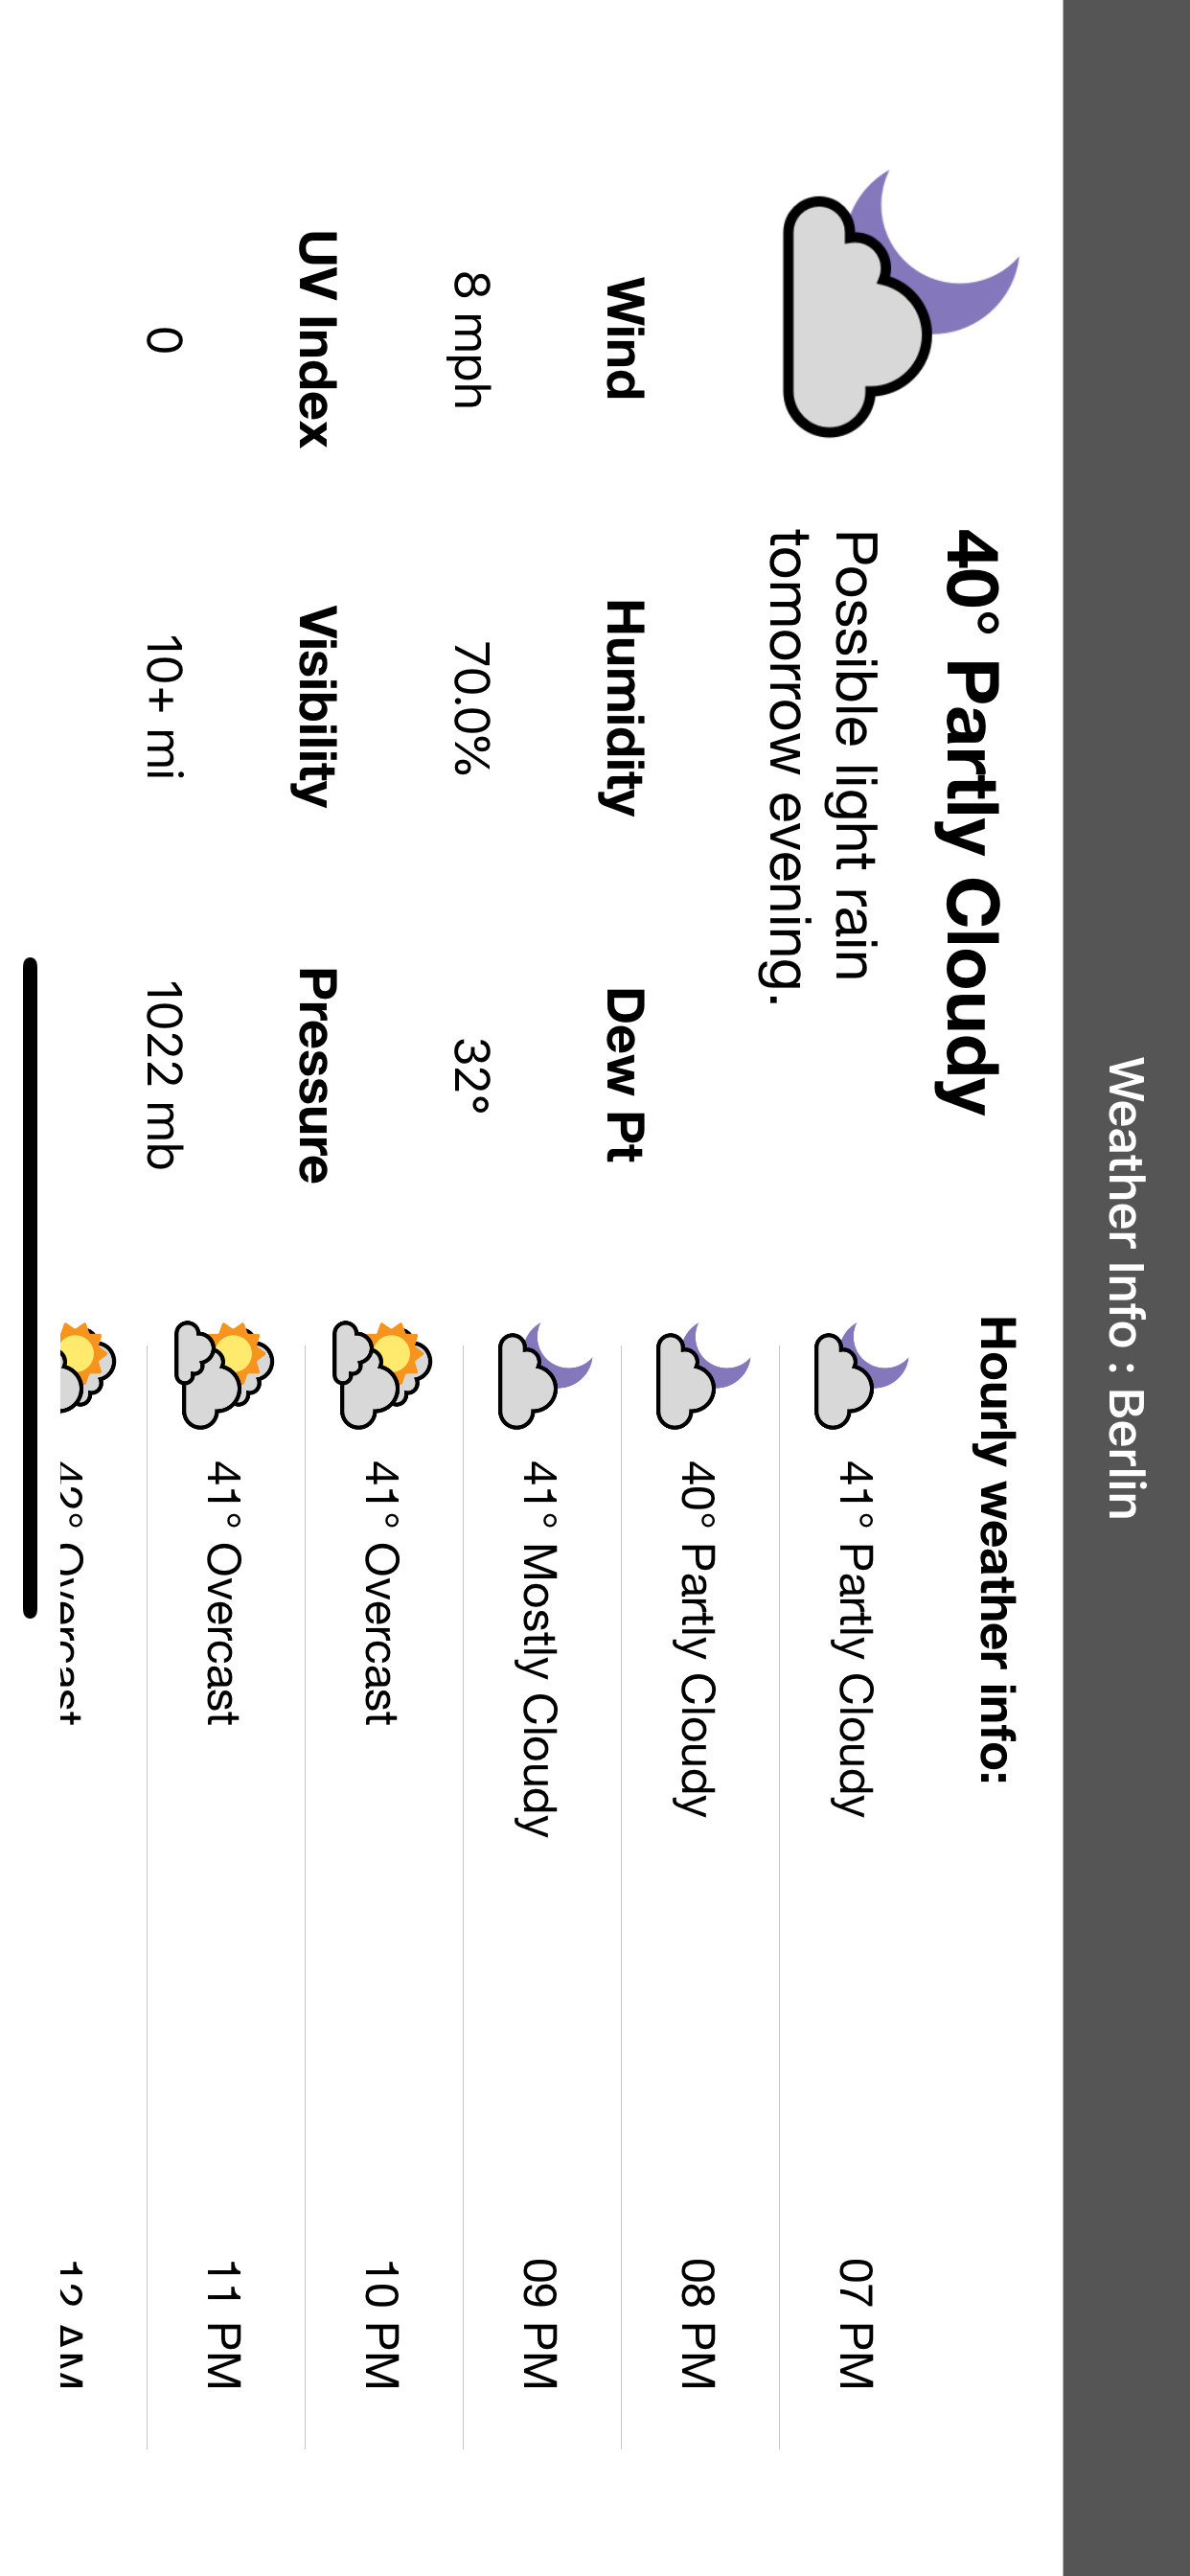 Weather Info : Berlin
40° Partly Cloudy
Possible light rain
tomorrow evening.
Wind Humidity Dew Pt
8 mph 70.0% 32°
UV Index Visibility Pressure
0 10+ mi 1022 mb
Hourly weather info:
41° Partly Cloudy 07 PM
40° Partly Cloudy 08 PM
41° Mostly Cloudy 09 PM
41° Overcast 10 PM
41° Overcast 11 PM
42° Overcast 12 AM